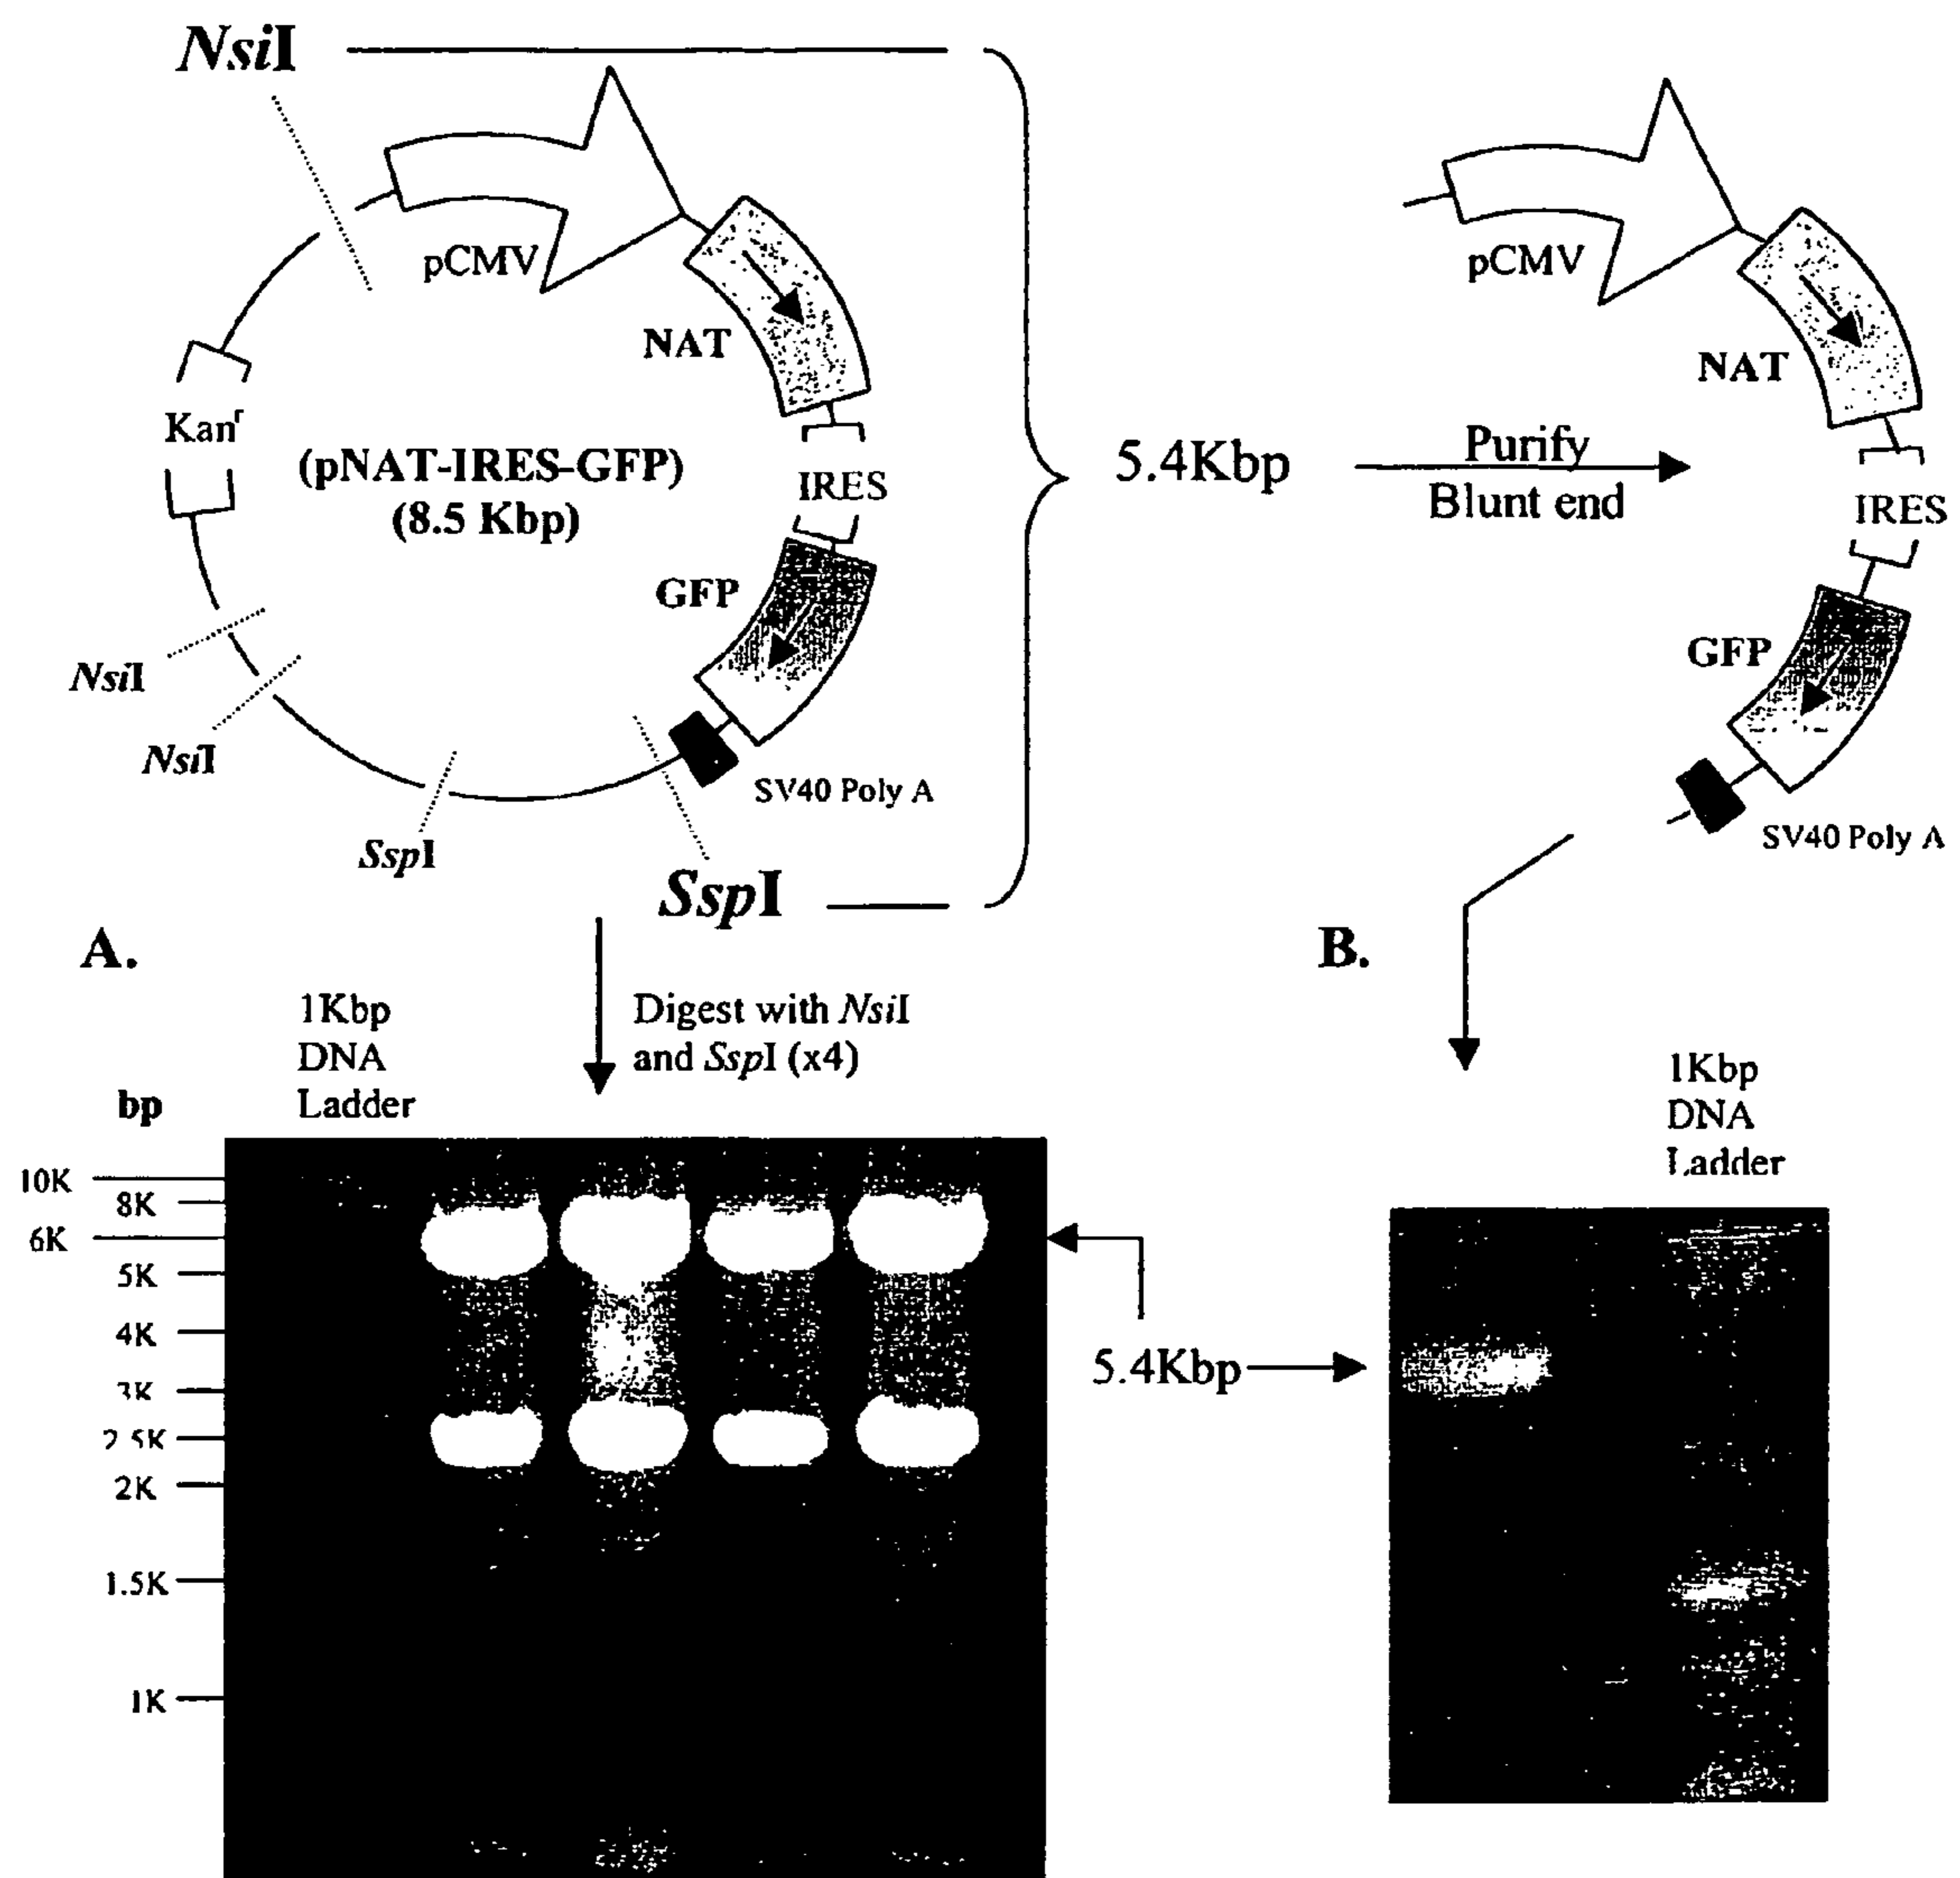 NsiI
pCMV
NAT
Kanr
(pNAT-IRES-GFP)
(8.5 Kbp)
IRES
GFP
NsiI
NsiI
SspI
SspI
SV40 Poly A
5.4Kbp
Purify
Blunt end
pCMV
NAT
IRES
GFP
SV40 Poly A
A.
1Kbp
DNA
Ladder
Digest with NsiI
and SspI (x4)
bp
10K
8K
6K
5K
4K
3K
2.5K
2K
1.5K
1K
5.4Kbp
B.
1Kbp
DNA
Ladder